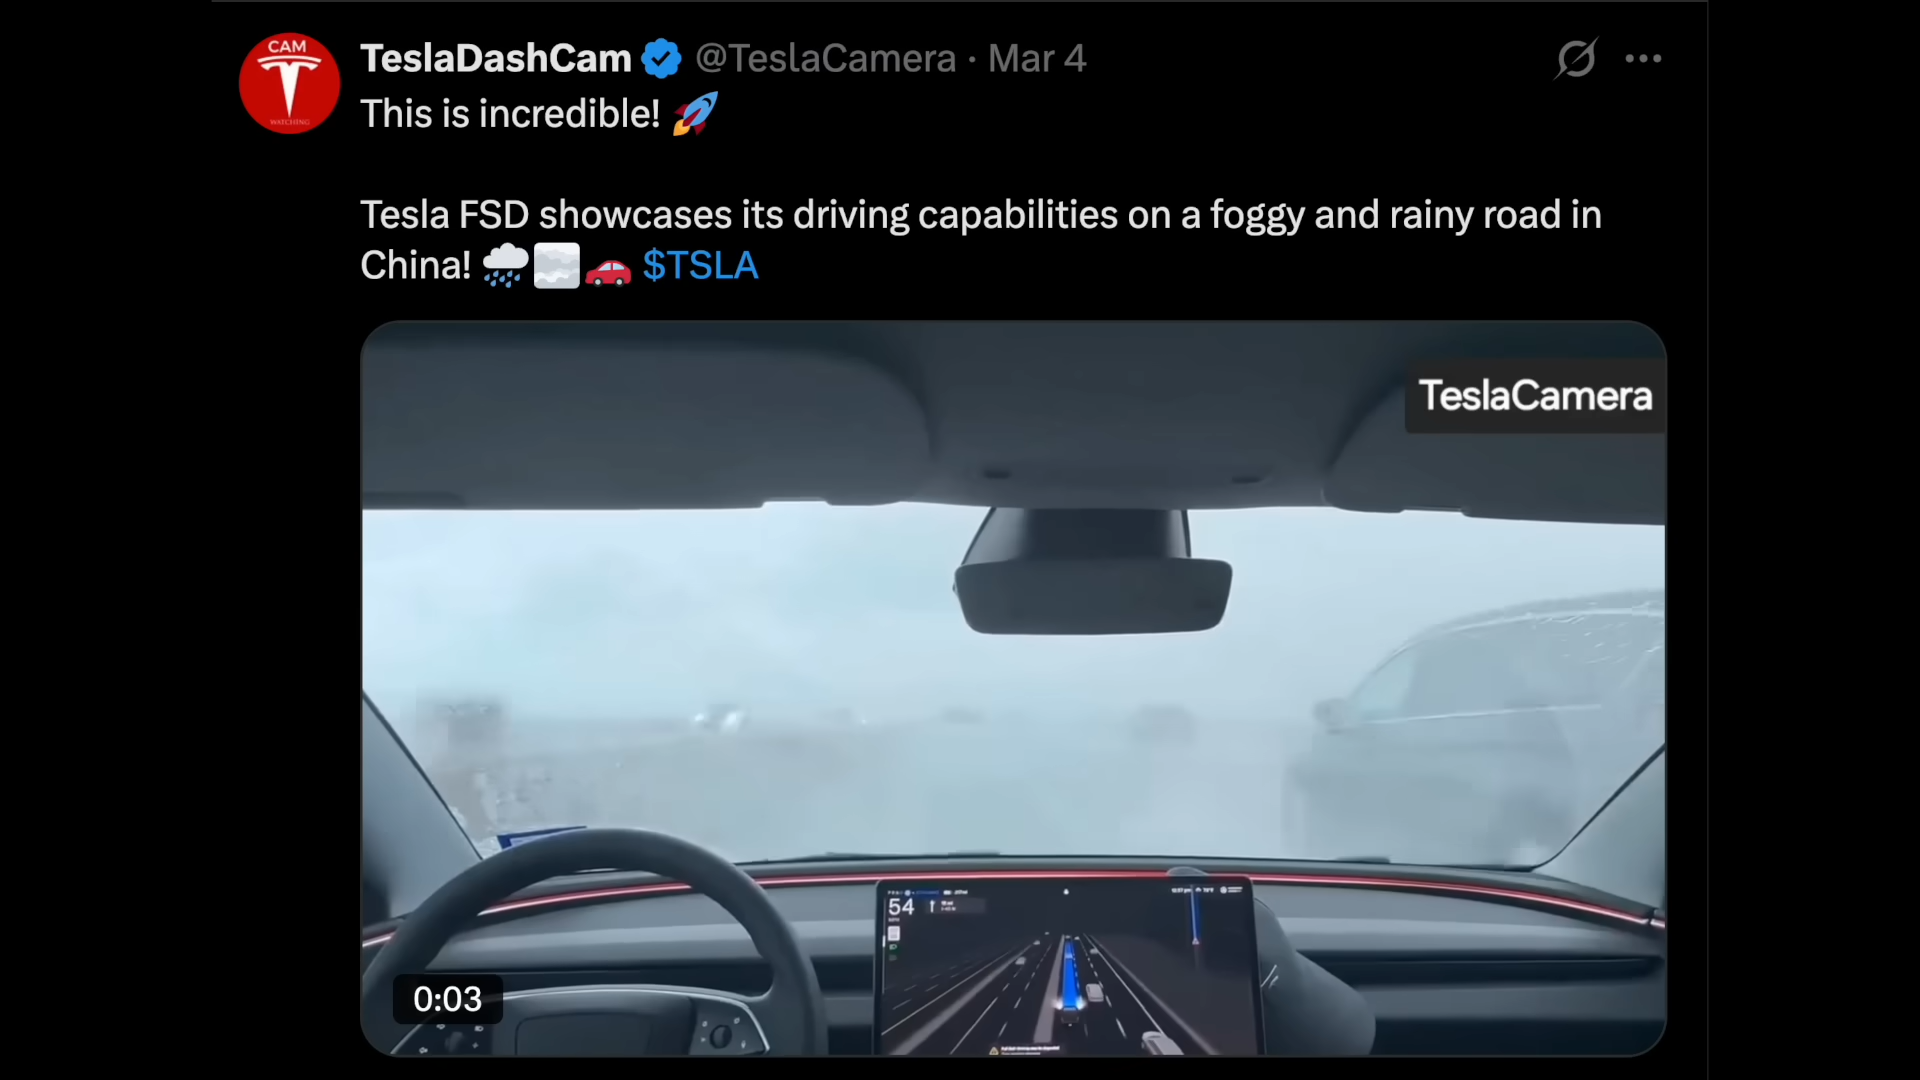 CAM
WATCHING
TeslaDashCam @TeslaCamera · Mar 4
This is incredible! 🚀
Tesla FSD showcases its driving capabilities on a foggy and rainy road in
China! 🌧️🌫️🚗 $TSLA
TeslaCamera
54
0:03